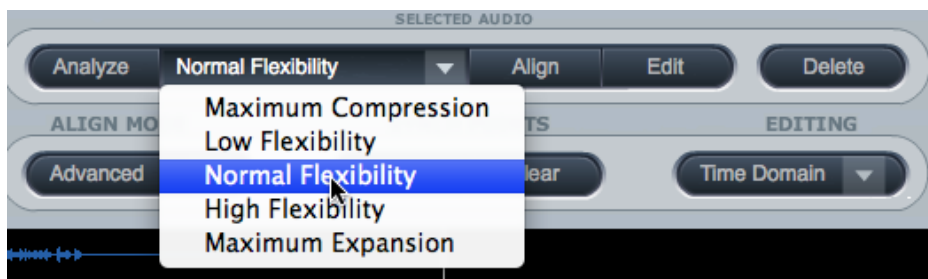 SELECTED AUDIO
Analyze Normal Flexibility Align Edit Delete
Maximum Compression
ALIGN MO TS EDITING
Low Flexibility
Advanced Normal Flexibility lear Time Domain
High Flexibility
Maximum Expansion